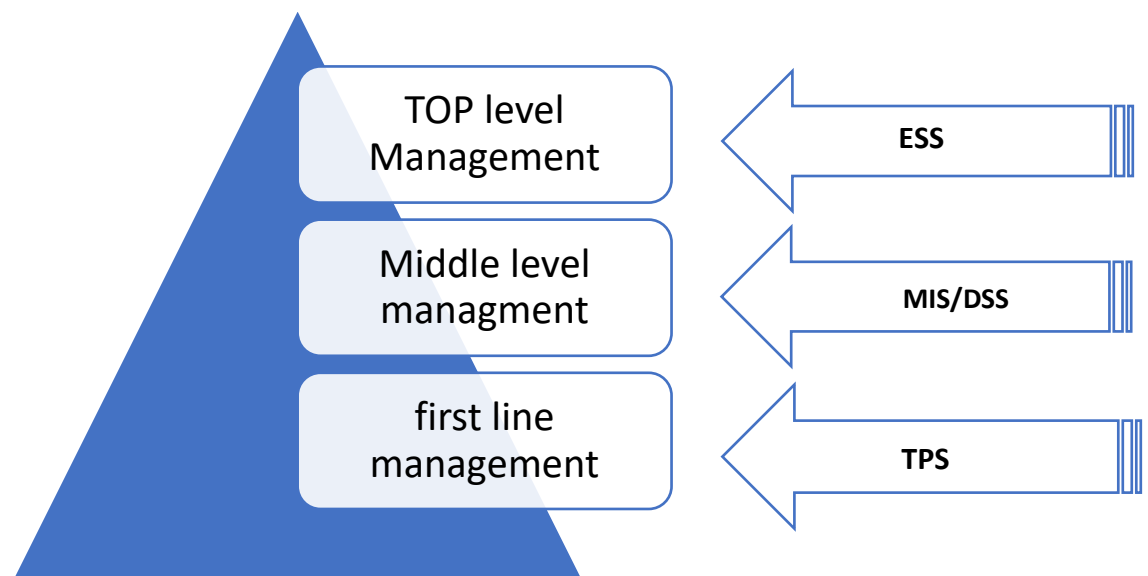 TOP level
Management
ESS
Middle level
managment
MIS/DSS
first line
management
TPS